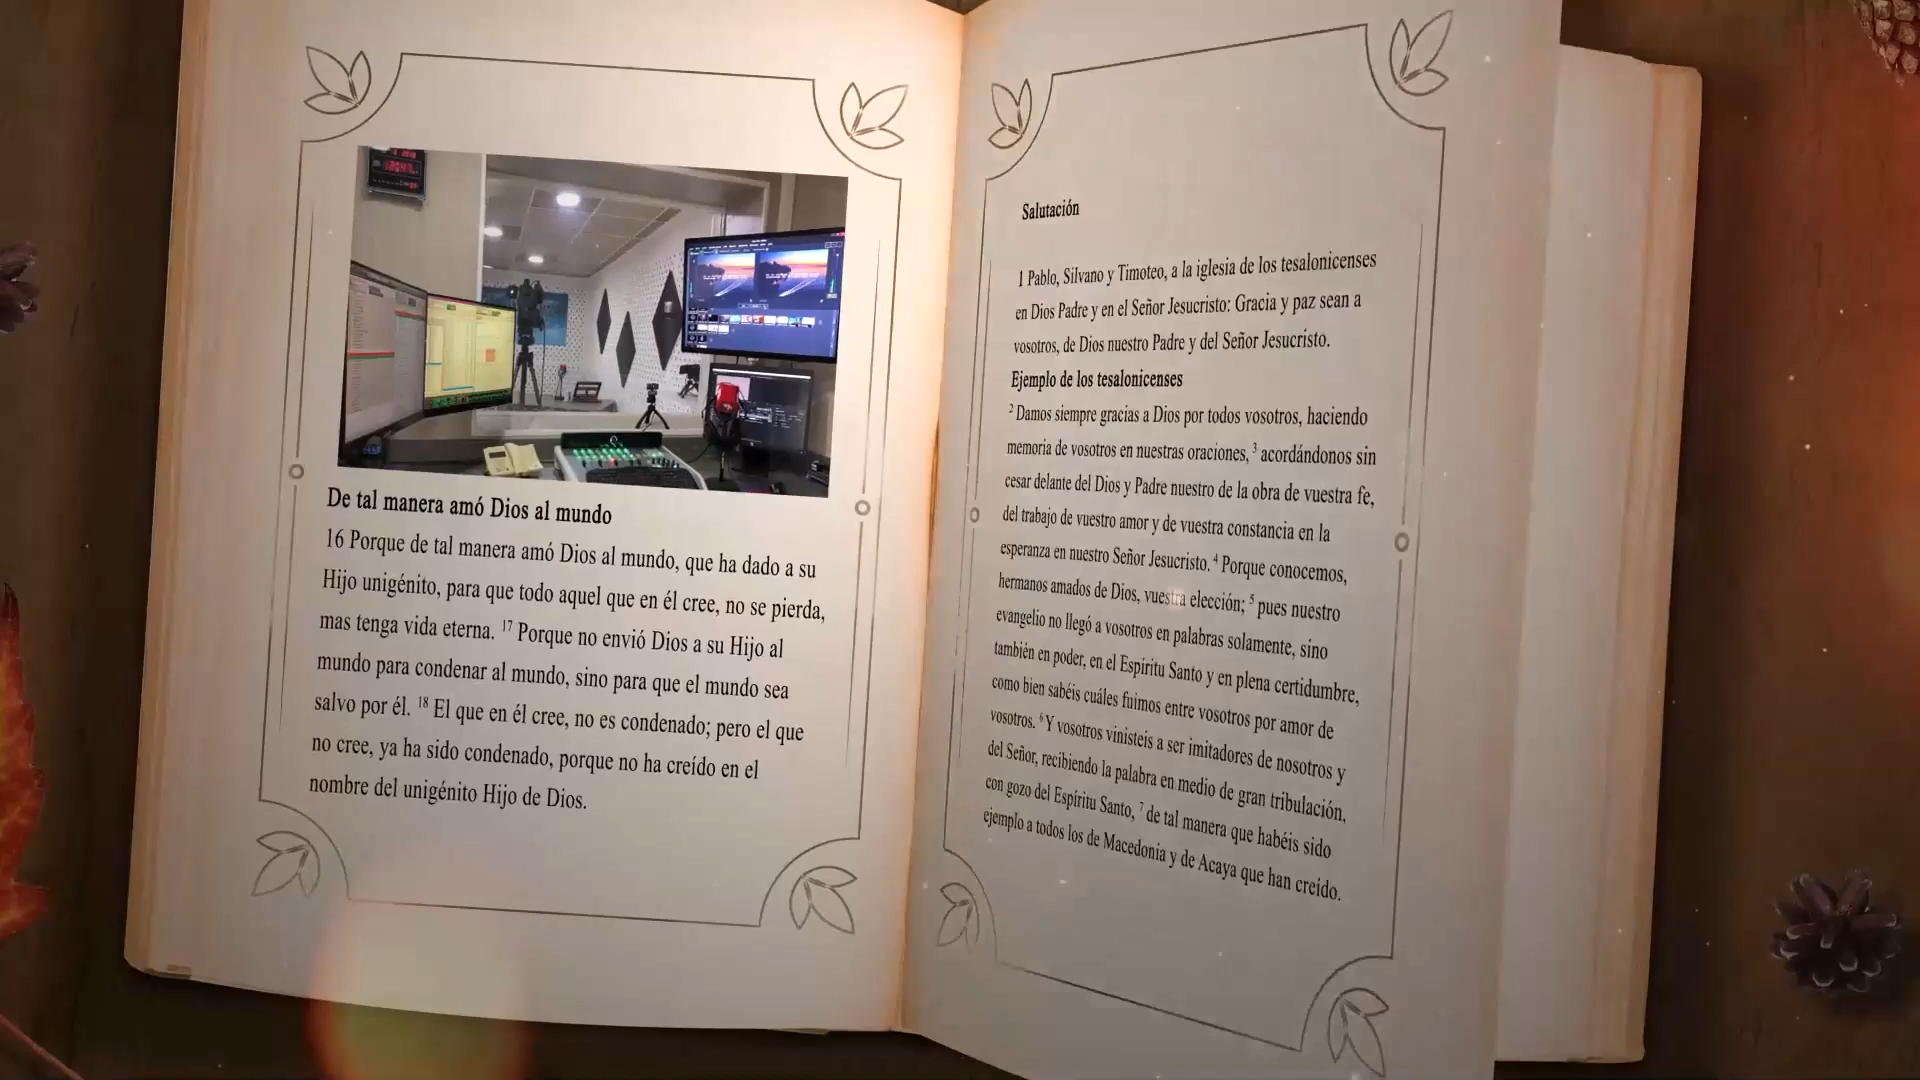 De tal manera amó Dios al mundo
16 Porque de tal manera amó Dios al mundo, que ha dado a su
Hijo unigénito, para que todo aquel que en él cree, no se pierda,
mas tenga vida eterna. 17 Porque no envió Dios a su Hijo al
mundo para condenar al mundo, sino para que el mundo sea
salvo por él. 18 El que en él cree, no es condenado; pero el que
no cree, ya ha sido condenado, porque no ha creído en el
nombre del unigénito Hijo de Dios.
Salutación
1 Pablo, Silvano y Timoteo, a la iglesia de los tesalonicenses
en Dios Padre y en el Señor Jesucristo: Gracia y paz sean a
vosotros, de Dios nuestro Padre y del Señor Jesucristo.
Ejemplo de los tesalonicenses
2 Damos siempre gracias a Dios por todos vosotros, haciendo
memoria de vosotros en nuestras oraciones, 3 acordándonos sin
cesar delante del Dios y Padre nuestro de la obra de vuestra fe,
del trabajo de vuestro amor y de vuestra constancia en la
esperanza en nuestro Señor Jesucristo. 4 Porque conocemos,
hermanos amados de Dios, vuestra elección; 5 pues nuestro
evangelio no llegó a vosotros en palabras solamente, sino
también en poder, en el Espíritu Santo y en plena certidumbre,
como bien sabéis cuáles fuimos entre vosotros por amor de
vosotros. 6 Y vosotros vinisteis a ser imitadores de nosotros y
del Señor, recibiendo la palabra en medio de gran tribulación,
con gozo del Espíritu Santo, 7 de tal manera que habéis sido
ejemplo a todos los de Macedonia y de Acaya que han creído.